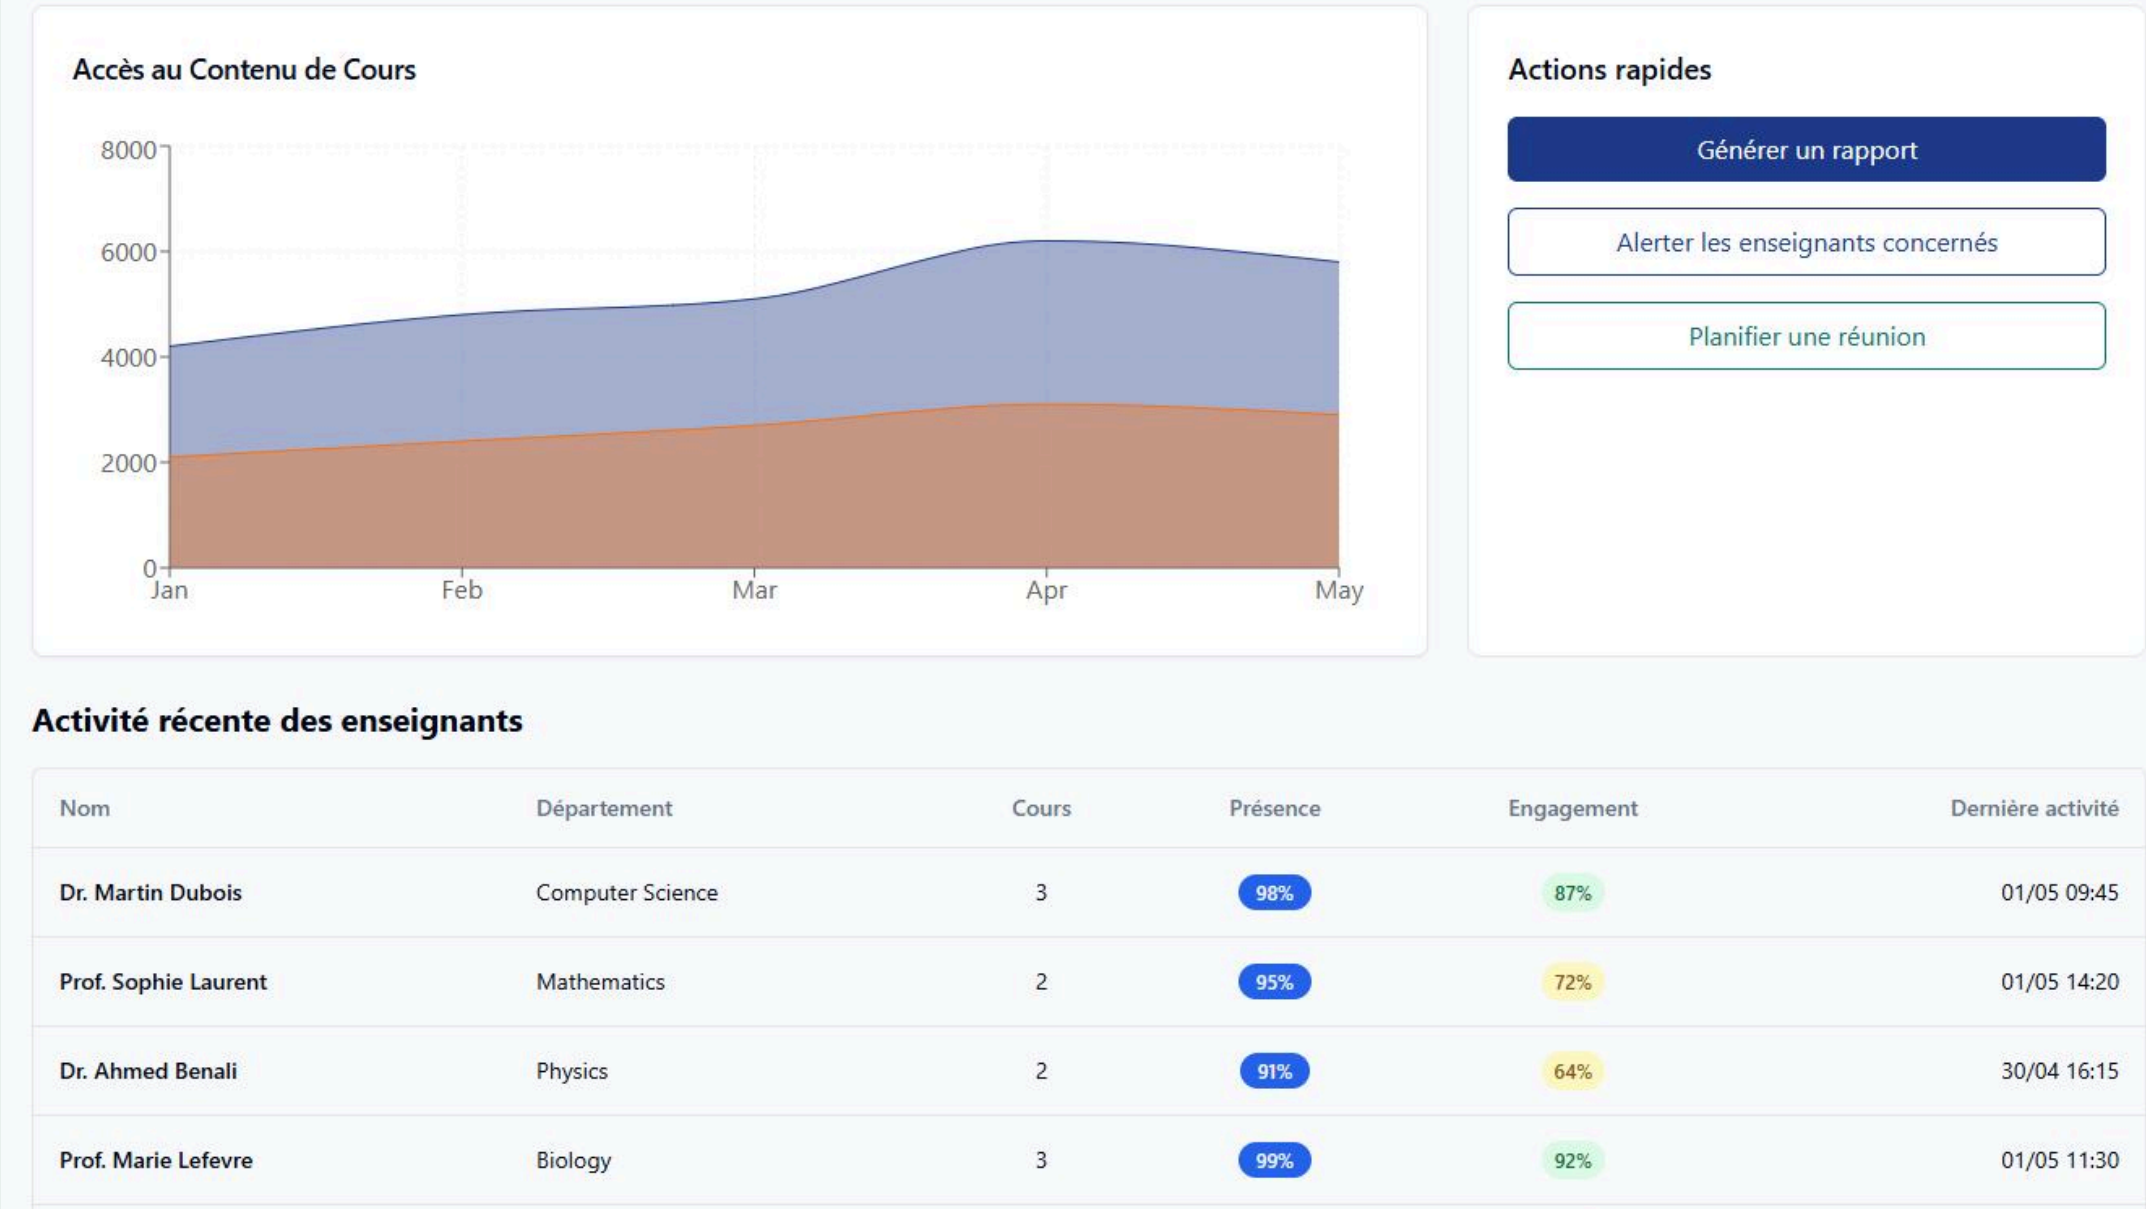 Accès au Contenu de Cours
8000
6000
4000
2000
0
Jan Feb Mar Apr May
Actions rapides
Générer un rapport
Alerter les enseignants concernés
Planifier une réunion
Activité récente des enseignants
Nom Département Cours Présence Engagement Dernière activité
Dr. Martin Dubois Computer Science 3 98% 87% 01/05 09:45
Prof. Sophie Laurent Mathematics 2 95% 72% 01/05 14:20
Dr. Ahmed Benali Physics 2 91% 64% 30/04 16:15
Prof. Marie Lefevre Biology 3 99% 92% 01/05 11:30